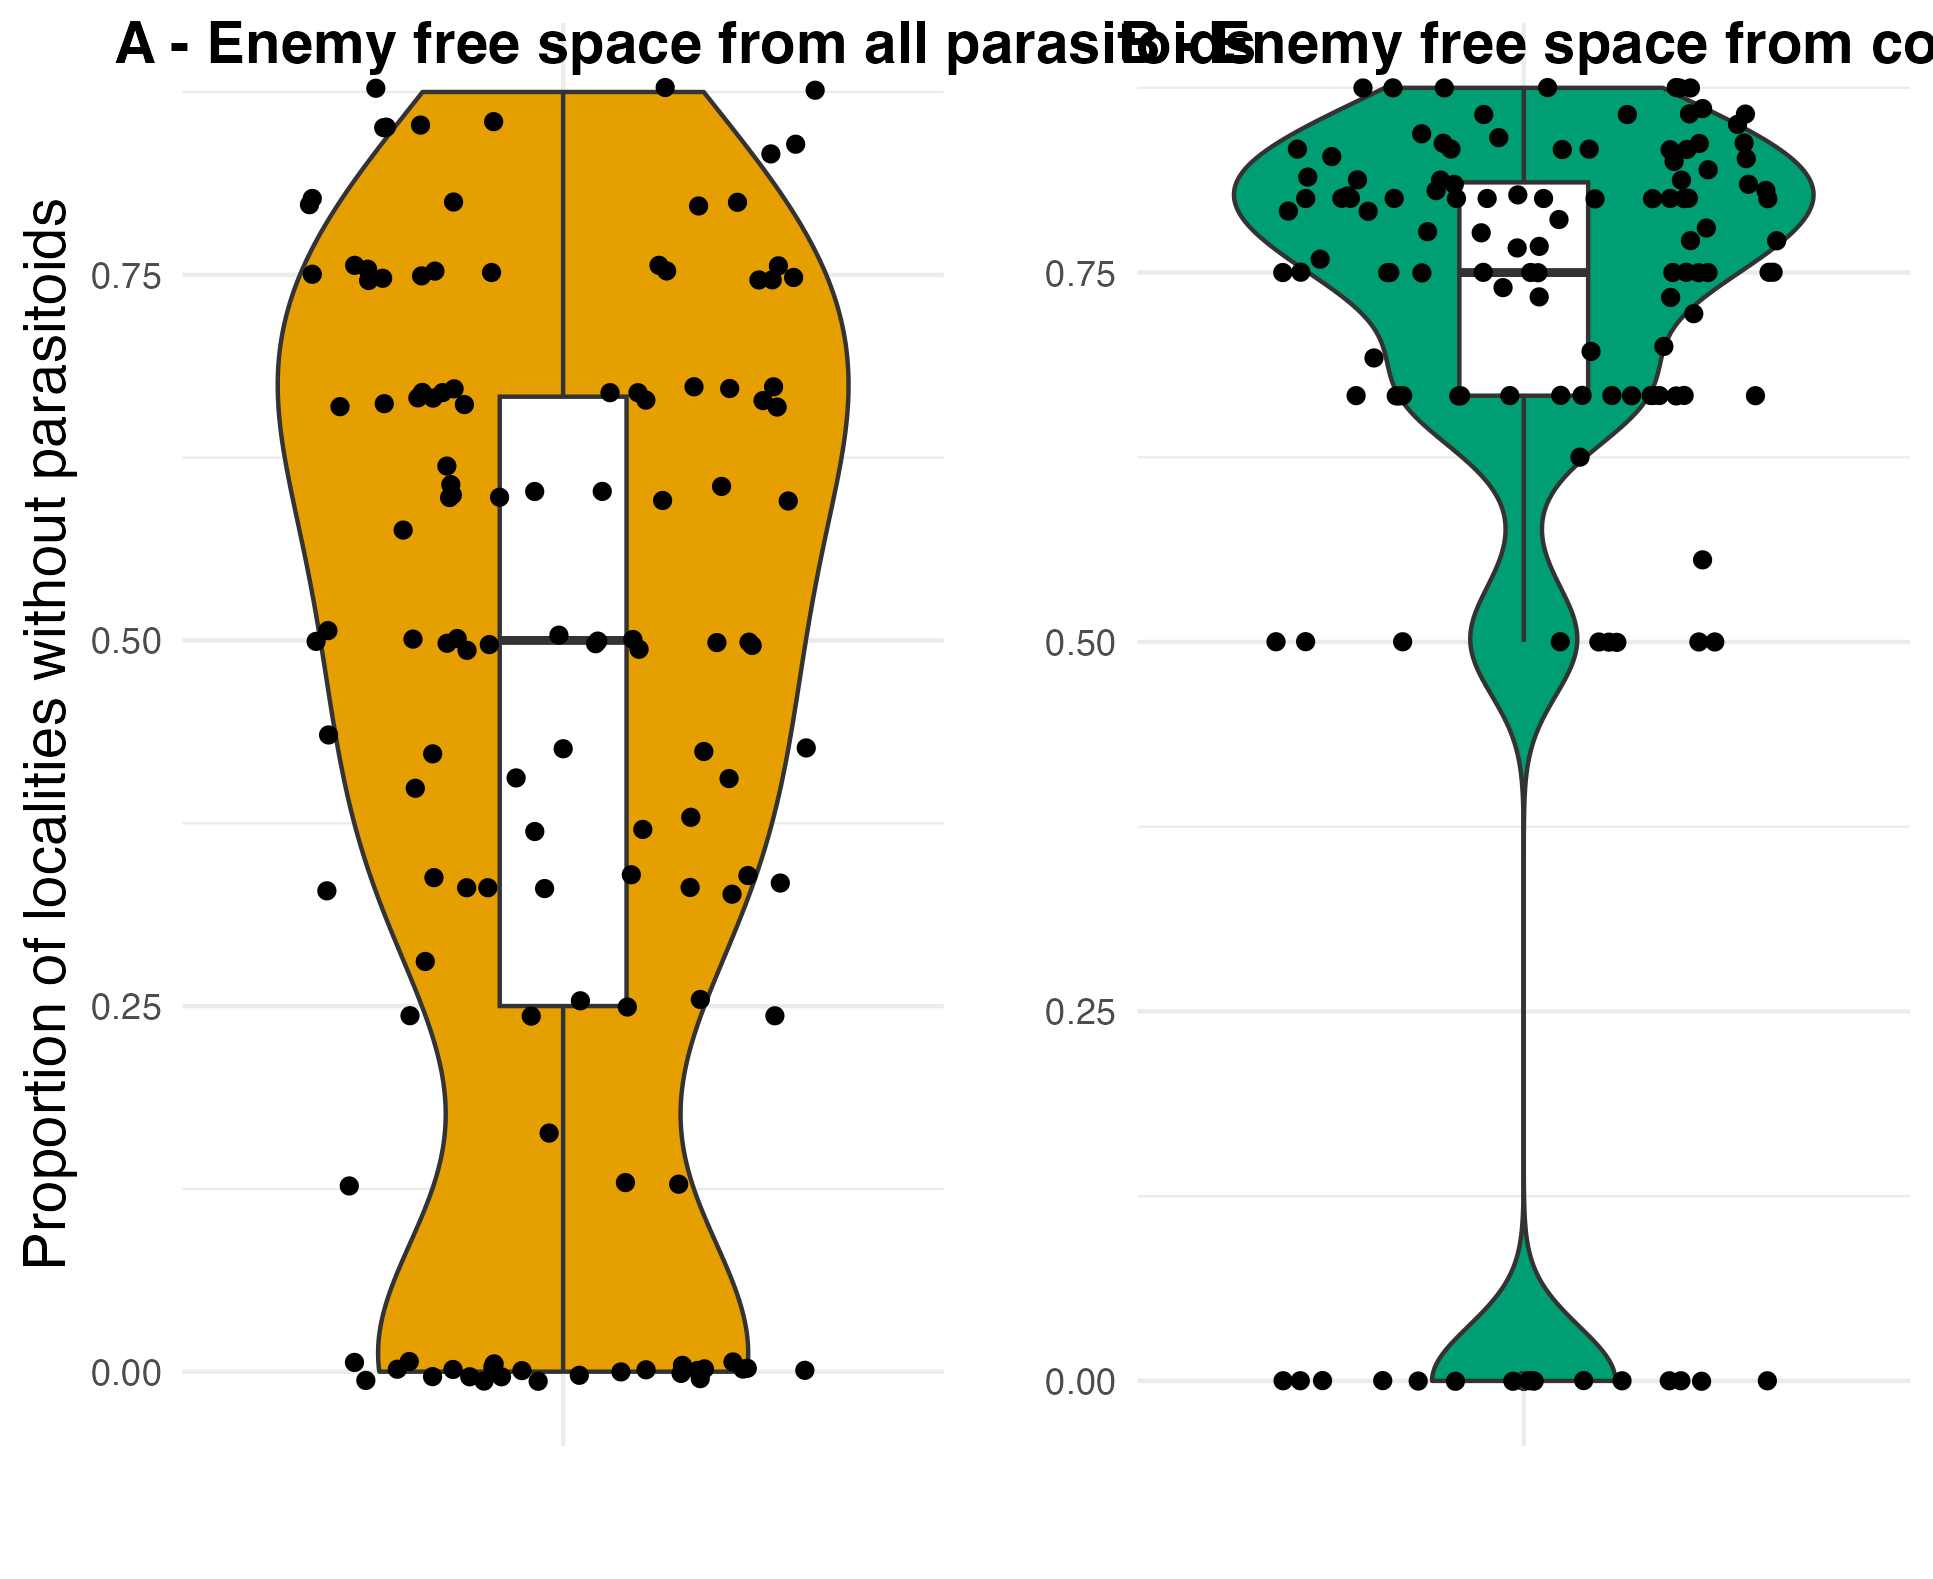 A - Enemy free space from all parasitoids
B - Enemy free space from co
Proportion of localities without parasitoids
0.75
0.50
0.25
0.00
0.75
0.50
0.25
0.00